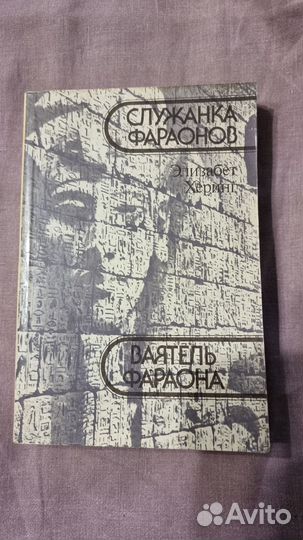 СЛУЖАНКА
ФАРАОНОВ
Элизабет
Херинг
ВАЯТЕЛЬ
ФАРАОНА
Avito